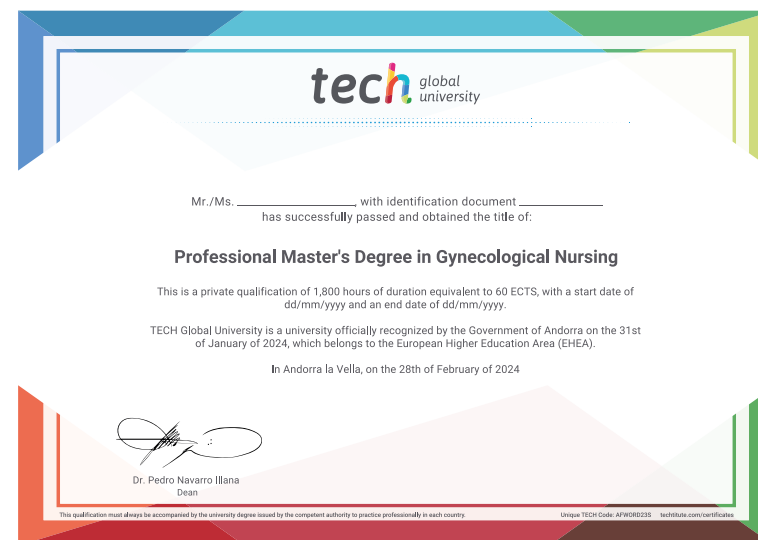 tech global university
Mr./Ms. ____________, with identification document ____________
has successfully passed and obtained the title of:
Professional Master's Degree in Gynecological Nursing
This is a private qualification of 1,800 hours of duration equivalent to 60 ECTS, with a start date of
dd/mm/yyyy and an end date of dd/mm/yyyy.
TECH Global University is a university officially recognized by the Government of Andorra on the 31st
of January of 2024, which belongs to the European Higher Education Area (EHEA).
In Andorra la Vella, on the 28th of February of 2024
Dr. Pedro Navarro Illana
Dean
This qualification must always be accompanied by the university degree issued by the competent authority to practice professionally in each country.
Unique TECH Code: AFWORD23S techtitute.com/certificates